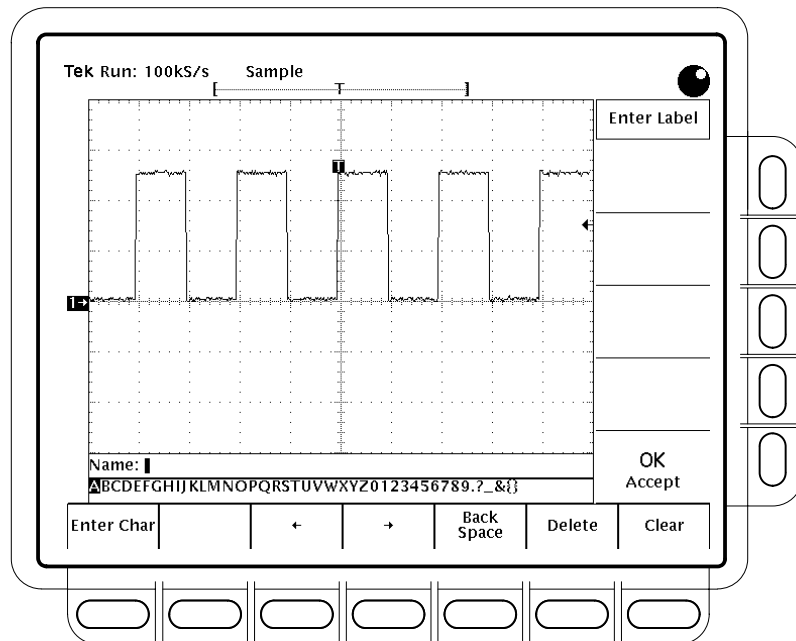 Tek Run: 100kS/s Sample
T
Enter Label
T
1→
Name:
ABCDEFGHIJKLMNOPQRSTUVWXYZ0123456789.?_&{}
OK
Accept
Enter Char
←
→
Back
Space
Delete
Clear